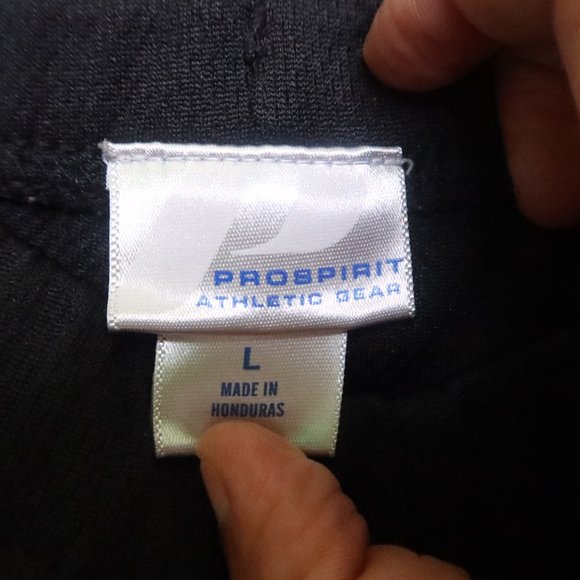 PROSPIRIT
ATHLETIC GEAR
L
MADE IN
HONDURAS